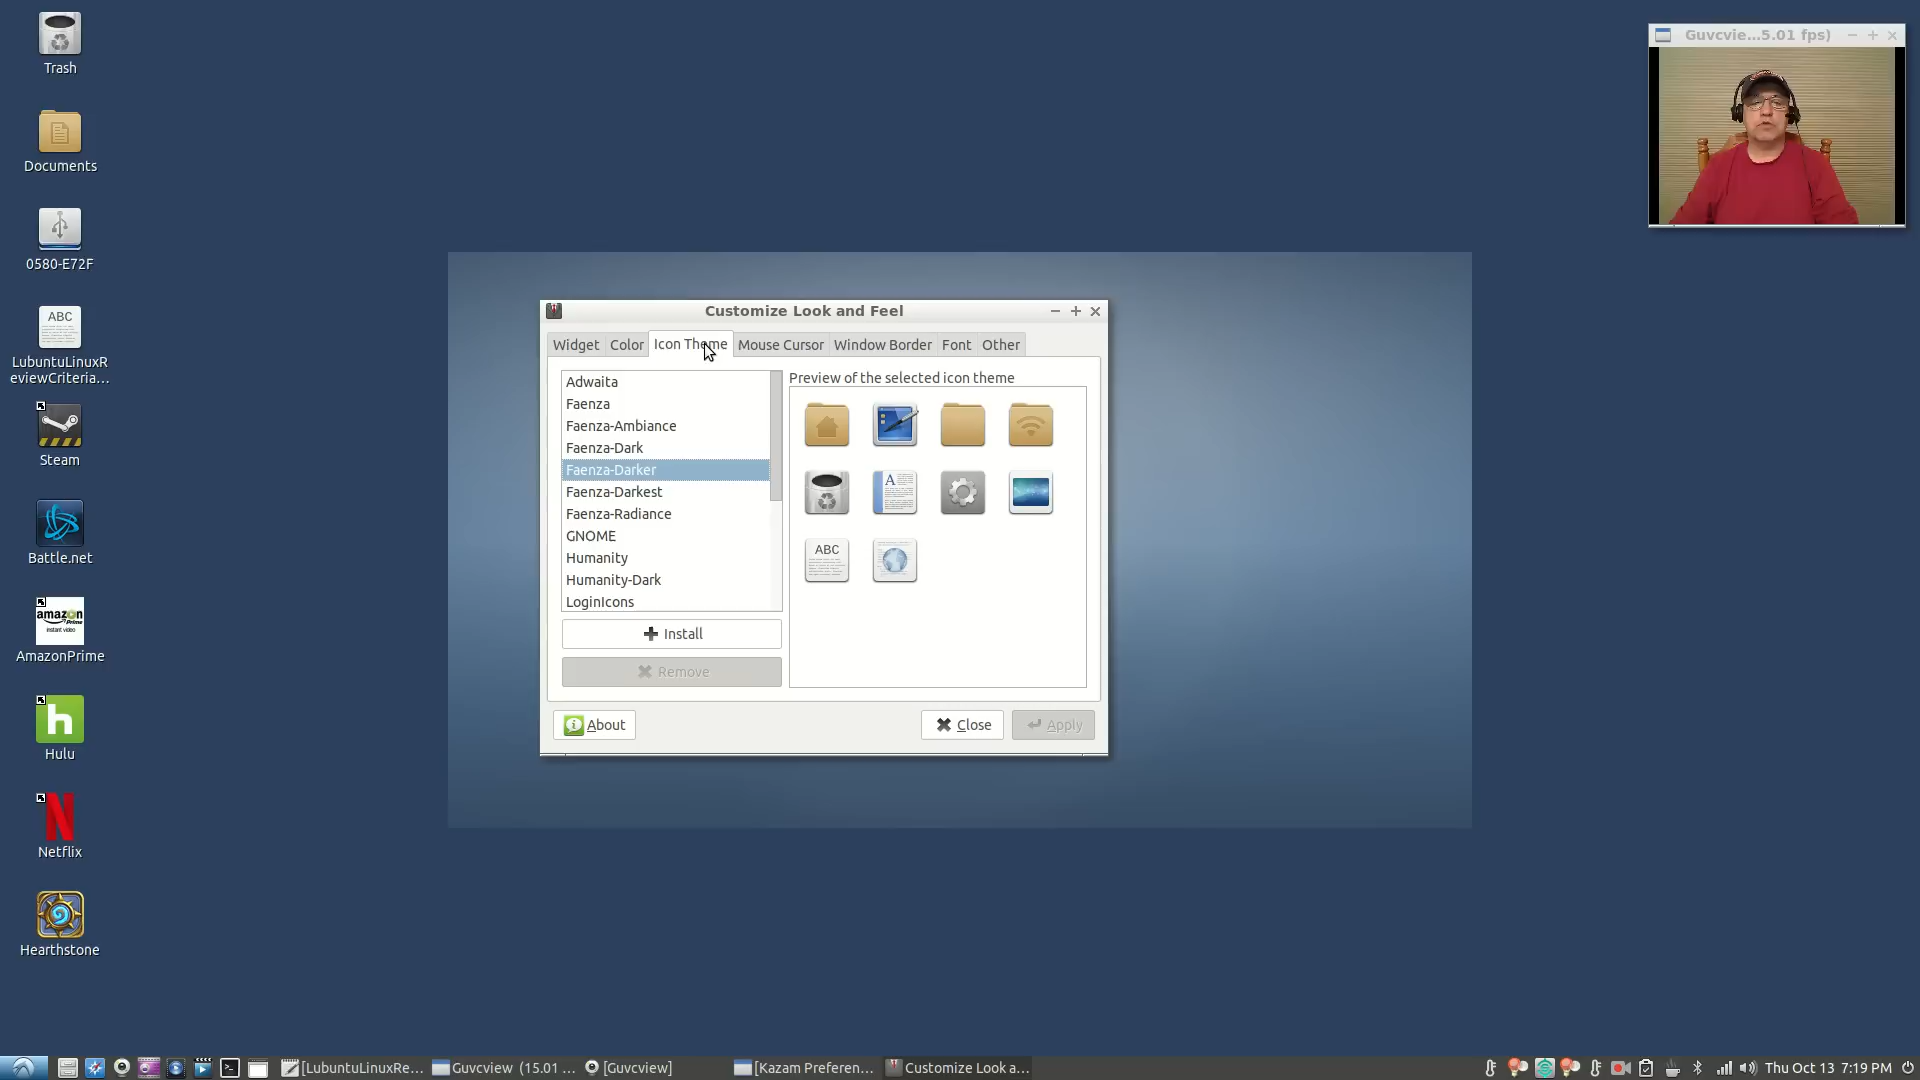 Trash
Documents
0580-E72F
ABC
LubuntuLinuxR
eviewCriteria...
Steam
Battle.net
amazon
Prime
instant video
AmazonPrime
h
Hulu
N
Netflix
Hearthstone
Guvcvie...5.01 fps)
Customize Look and Feel
Widget
Color
Icon Theme
Mouse Cursor
Window Border
Font
Other
Adwaita
Faenza
Faenza-Ambiance
Faenza-Dark
Faenza-Darker
Faenza-Darkest
Faenza-Radiance
GNOME
Humanity
Humanity-Dark
LoginIcons
Install
Remove
Preview of the selected icon theme
A
ABC
About
Close
Apply
[LubuntuLinuxRe...
Guvcview (15.01 ...
[Guvcview]
[Kazam Preferen...
Customize Look a...
Thu Oct 13 7:19 PM